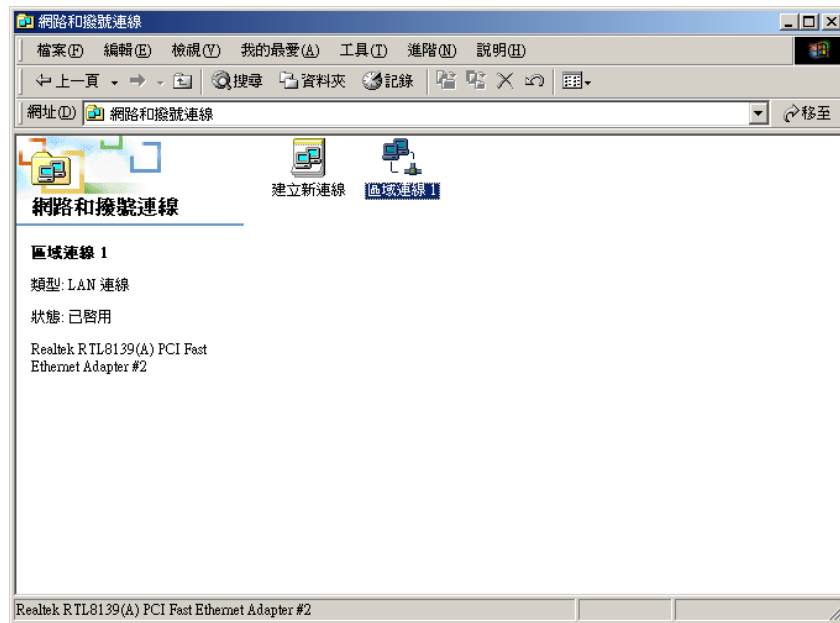 網路和撥號連線
檔案(F) 編輯(E) 檢視(V) 我的最愛(A) 工具(T) 進階(N) 說明(H)
上一頁 搜尋 資料夾 記錄
網址(D) 網路和撥號連線 移至
建立新連線 區域連線 1
網路和撥號連線
區域連線 1
類型: LAN 連線
狀態: 已啓用
Realtek RTL8139(A) PCI Fast
Ethernet Adapter #2
Realtek RTL8139(A) PCI Fast Ethernet Adapter #2